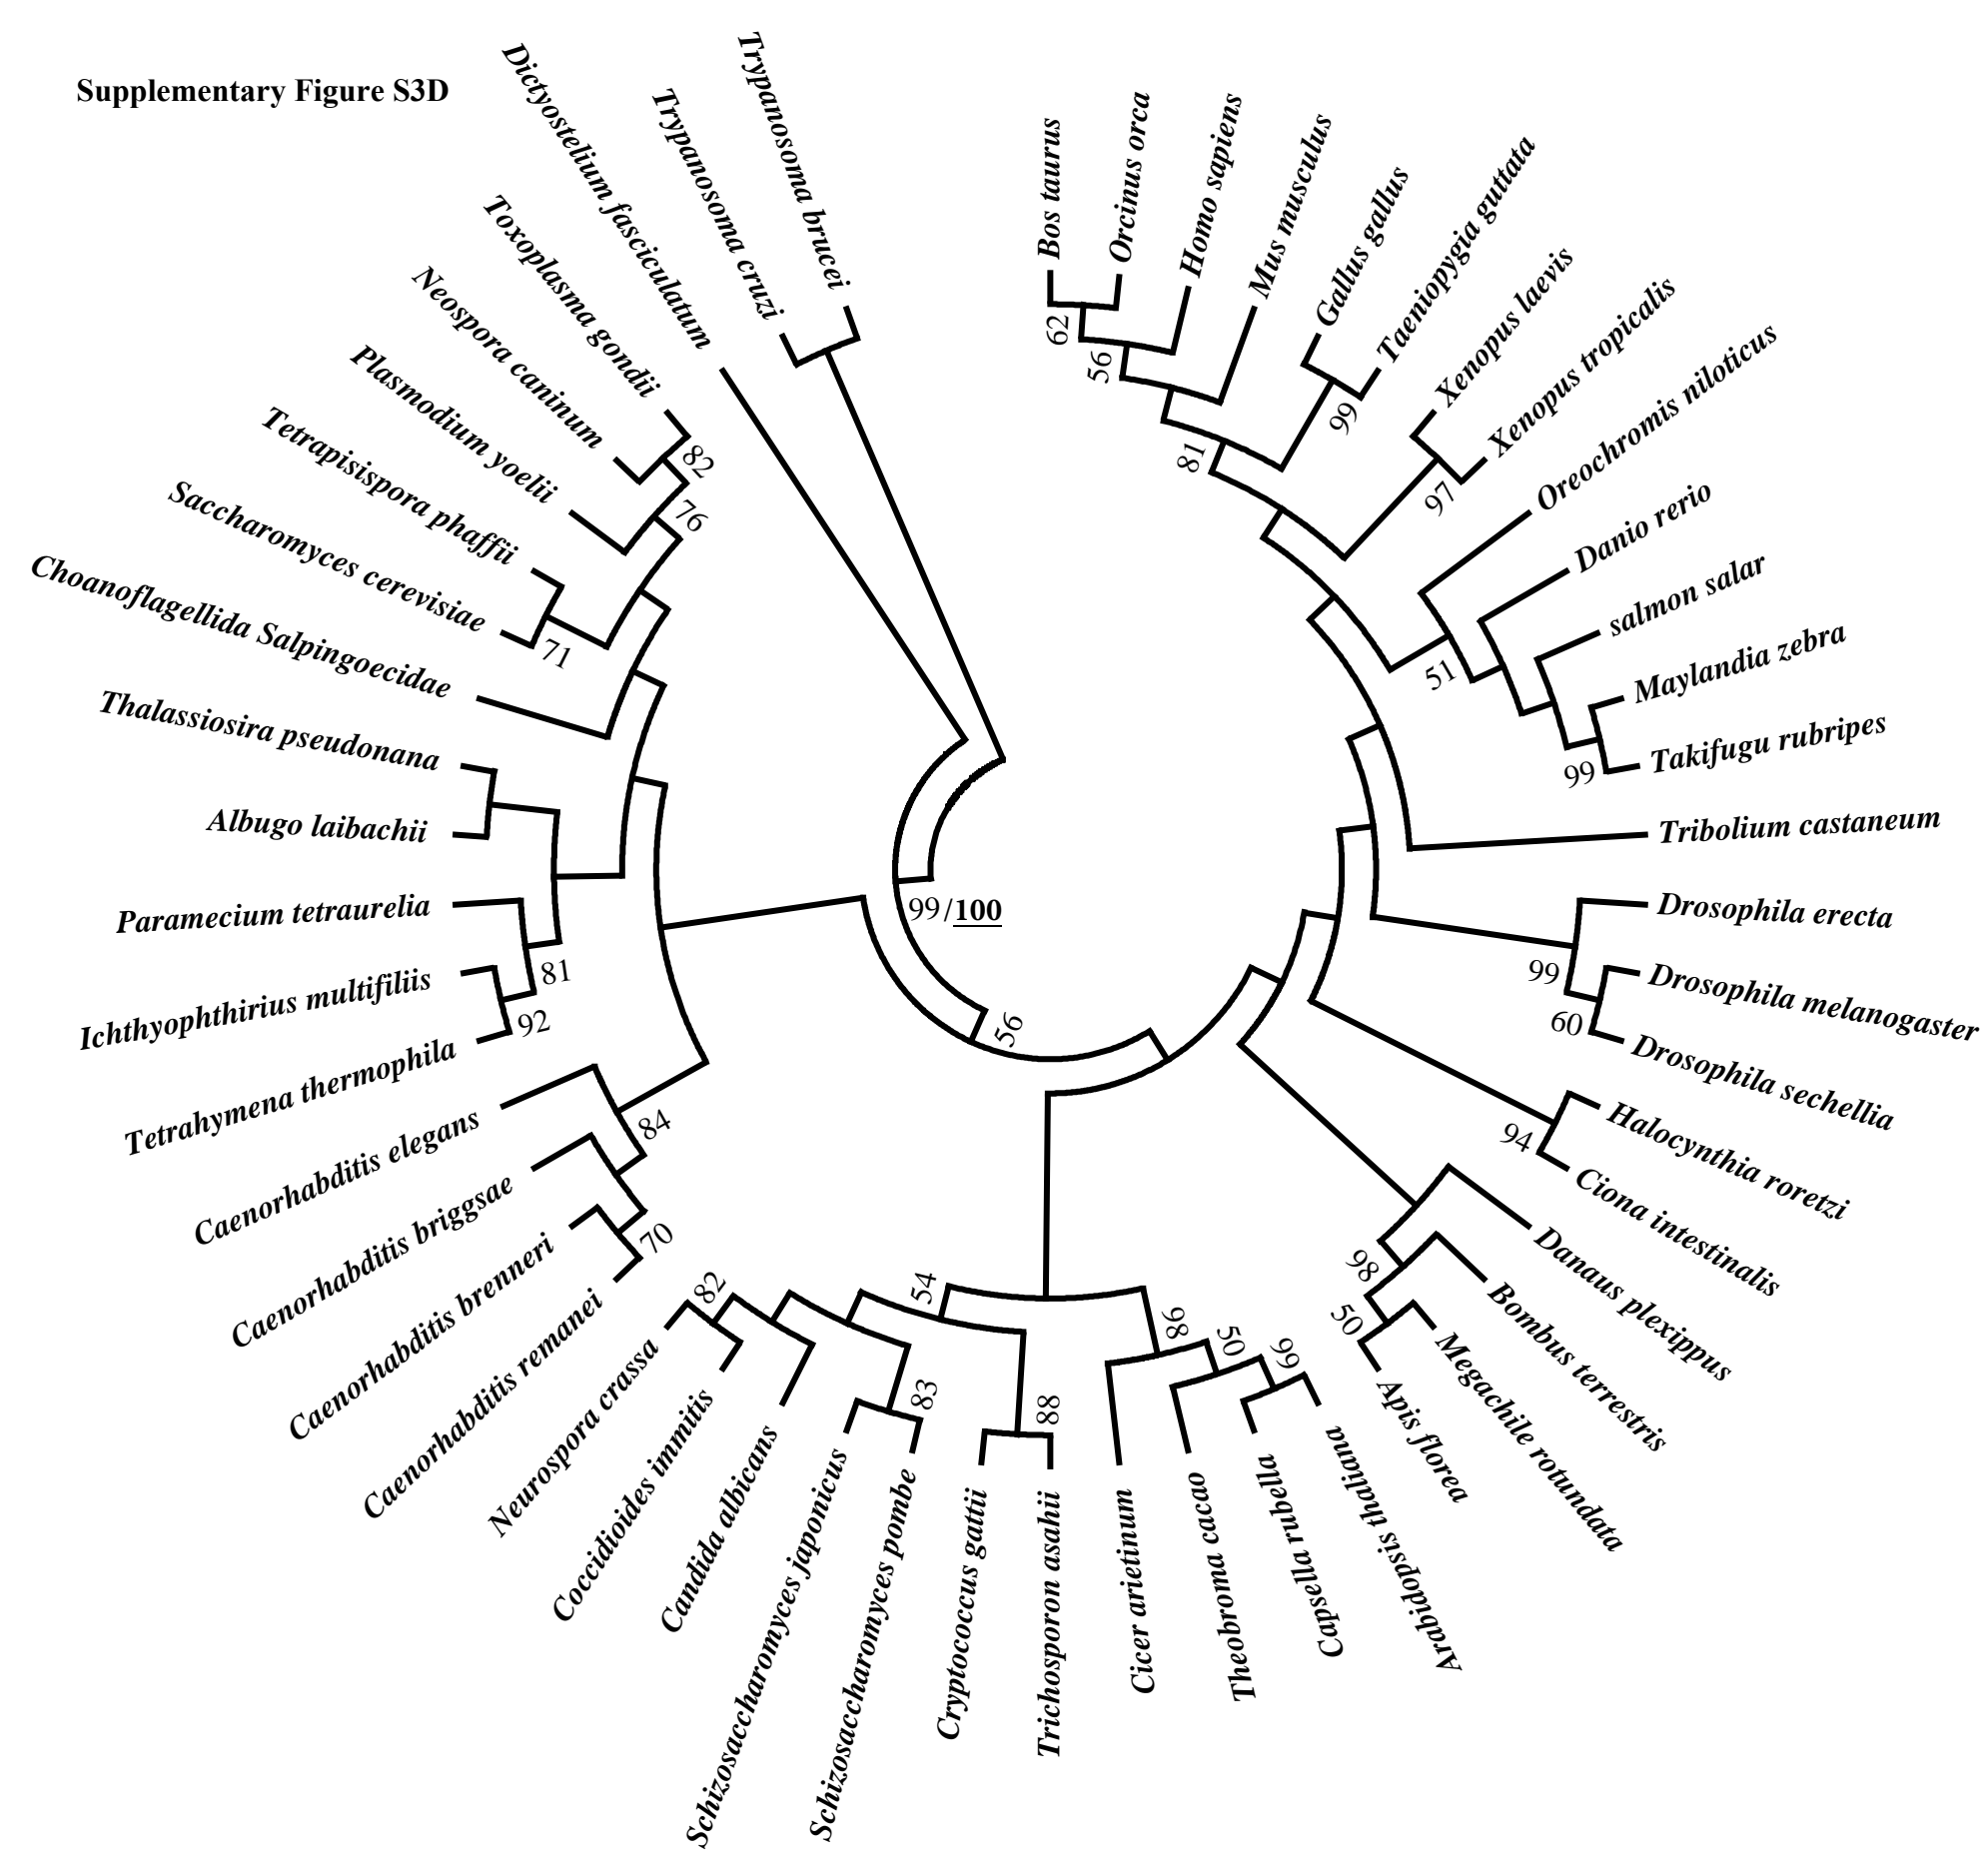 Supplementary Figure S3D
Bos taurus
Orcinus orca
Homo sapiens
Mus musculus
Gallus gallus
Taeniopygia guttata
Xenopus laevis
Xenopus tropicalis
Oreochromis niloticus
Danio rerio
salmon salar
Maylandia zebra
Takifugu rubripes
Tribolium castaneum
Drosophila erecta
Drosophila melanogaster
Drosophila sechellia
Halocynthia roretzi
Ciona intestinalis
Danaus plexippus
Bombus terrestris
Megachile rotundata
Apis florea
Arabidopsis thaliana
Capsella rubella
Theobroma cacao
Cicer arietinum
Trichosporon asahii
Cryptococcus gattii
Schizosaccharomyces pombe
Schizosaccharomyces japonicus
Candida albicans
Coccidioides immitis
Neurospora crassa
Caenorhabditis remanei
Caenorhabditis brenneri
Caenorhabditis briggsae
Caenorhabditis elegans
Tetrahymena thermophila
Ichthyophthirius multifiliis
Paramecium tetraurelia
Albugo laibachii
Thalassiosira pseudonana
Choanoflagellida Salpingoecidae
Saccharomyces cerevisiae
Tetrapisispora phaffii
Plasmodium yoelii
Neospora caninum
Toxoplasma gondii
Dictyostelium fasciculatum
Trypanosoma cruzi
Trypanosoma brucei
62
56
81
99
97
51
99
99
60
94
98
50
99
50
98
88
54
83
82
70
84
92
81
71
76
82
99/100
56